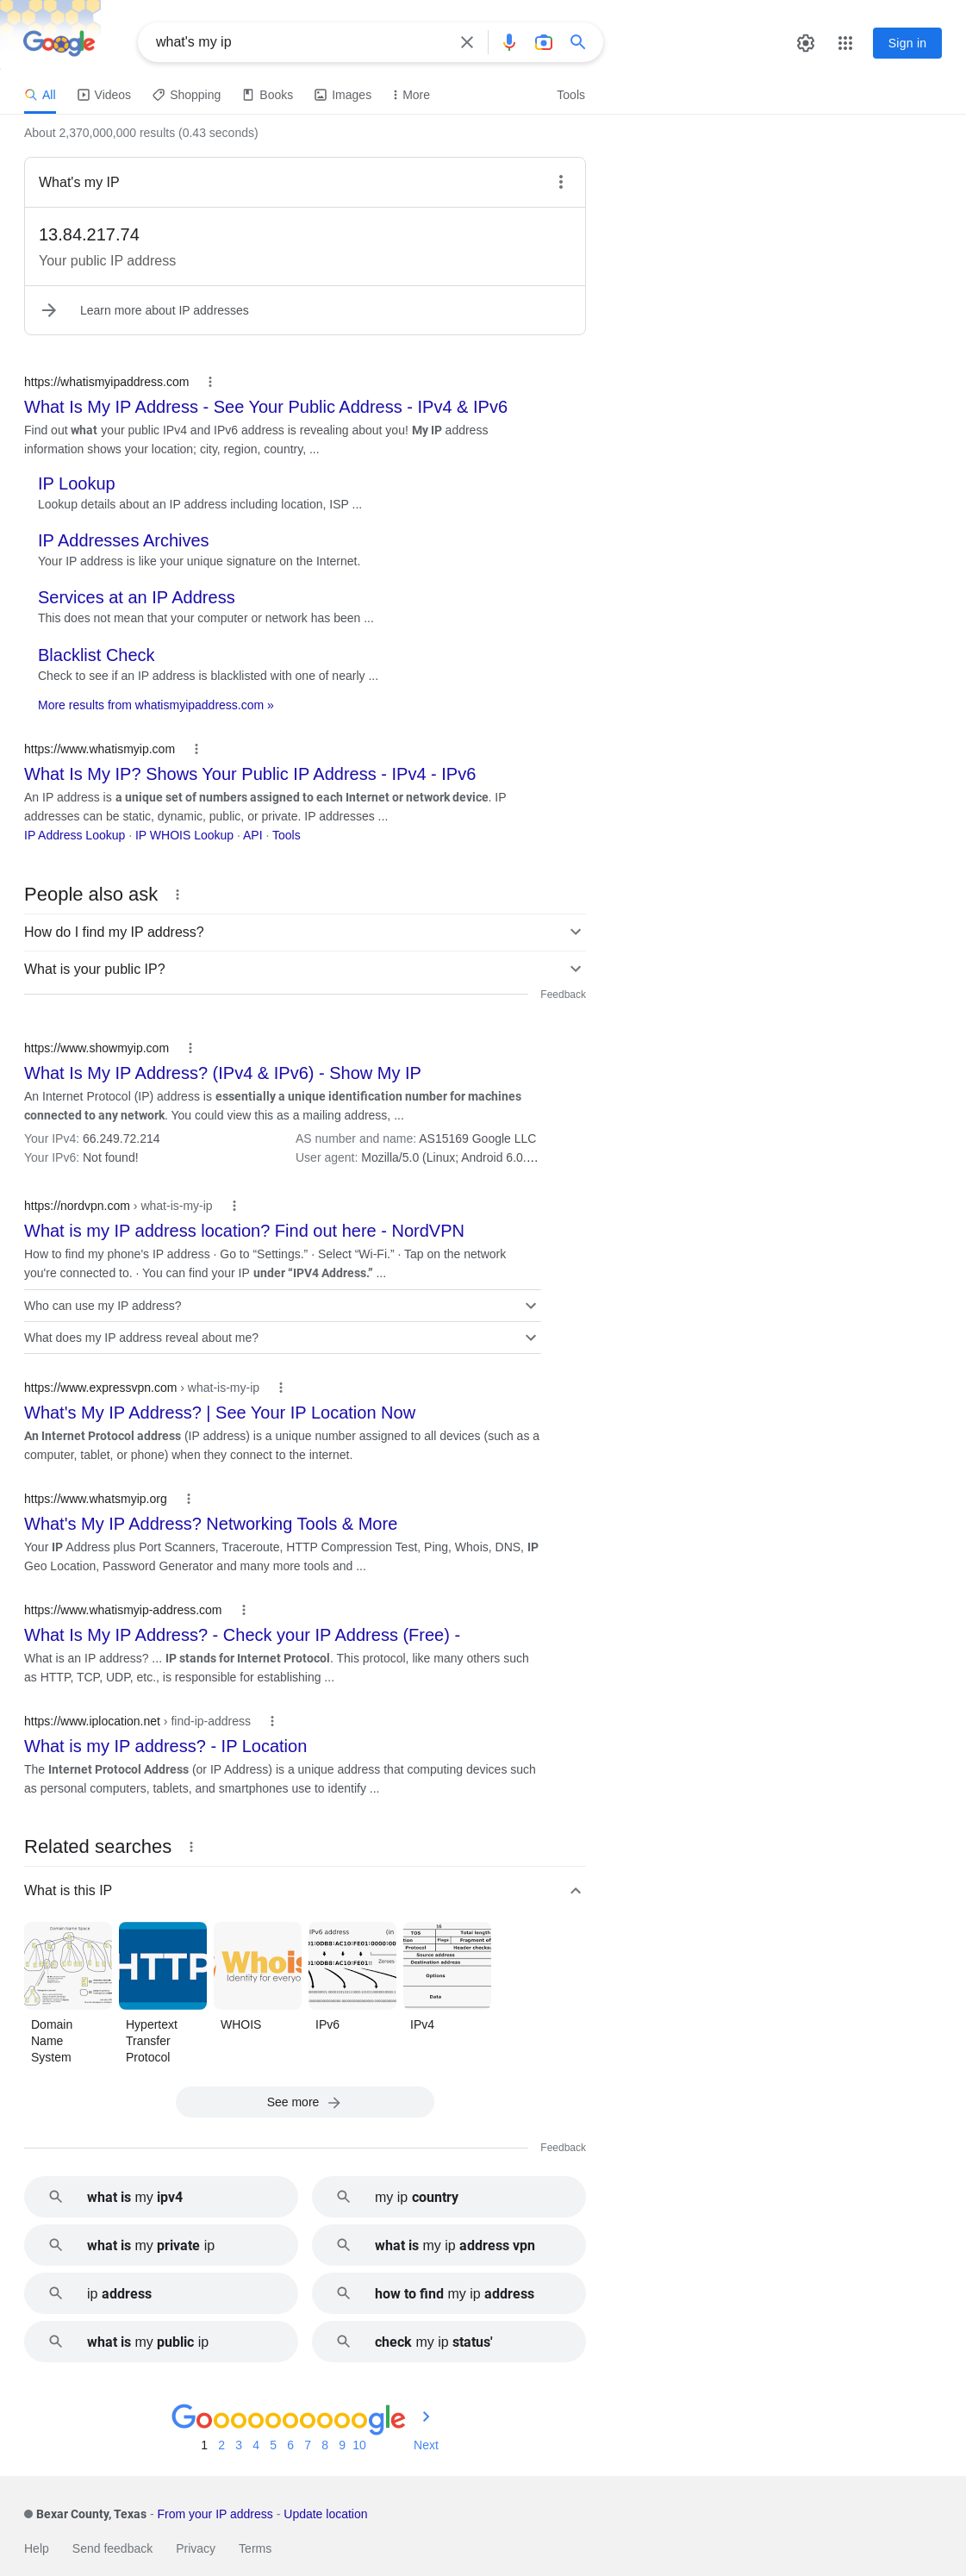 Google
what's my ip
Sign in
All Videos Shopping Books Images More Tools
About 2,370,000,000 results (0.43 seconds)
What's my IP
13.84.217.74
Your public IP address
Learn more about IP addresses
https://whatismyipaddress.com
What Is My IP Address - See Your Public Address - IPv4 & IPv6
Find out what your public IPv4 and IPv6 address is revealing about you! My IP address
information shows your location; city, region, country, ...
IP Lookup
Lookup details about an IP address including location, ISP ...
IP Addresses Archives
Your IP address is like your unique signature on the Internet.
Services at an IP Address
This does not mean that your computer or network has been ...
Blacklist Check
Check to see if an IP address is blacklisted with one of nearly ...
More results from whatismyipaddress.com »
https://www.whatismyip.com
What Is My IP? Shows Your Public IP Address - IPv4 - IPv6
An IP address is a unique set of numbers assigned to each Internet or network device. IP
addresses can be static, dynamic, public, or private. IP addresses ...
IP Address Lookup · IP WHOIS Lookup · API · Tools
People also ask
How do I find my IP address?
What is your public IP?
Feedback
https://www.showmyip.com
What Is My IP Address? (IPv4 & IPv6) - Show My IP
An Internet Protocol (IP) address is essentially a unique identification number for machines
connected to any network. You could view this as a mailing address, ...
Your IPv4: 66.249.72.214 AS number and name: AS15169 Google LLC
Your IPv6: Not found! User agent: Mozilla/5.0 (Linux; Android 6.0....
https://nordvpn.com › what-is-my-ip
What is my IP address location? Find out here - NordVPN
How to find my phone's IP address · Go to “Settings.” · Select “Wi-Fi.” · Tap on the network
you're connected to. · You can find your IP under “IPV4 Address.” ...
Who can use my IP address?
What does my IP address reveal about me?
https://www.expressvpn.com › what-is-my-ip
What's My IP Address? | See Your IP Location Now
An Internet Protocol address (IP address) is a unique number assigned to all devices (such as a
computer, tablet, or phone) when they connect to the internet.
https://www.whatsmyip.org
What's My IP Address? Networking Tools & More
Your IP Address plus Port Scanners, Traceroute, HTTP Compression Test, Ping, Whois, DNS, IP
Geo Location, Password Generator and many more tools and ...
https://www.whatismyip-address.com
What Is My IP Address? - Check your IP Address (Free) -
What is an IP address? ... IP stands for Internet Protocol. This protocol, like many others such
as HTTP, TCP, UDP, etc., is responsible for establishing ...
https://www.iplocation.net › find-ip-address
What is my IP address? - IP Location
The Internet Protocol Address (or IP Address) is a unique address that computing devices such
as personal computers, tablets, and smartphones use to identify ...
Related searches
What is this IP
Domain Name Space
HTTP
Whois
Identity for everyo
IPv6 address (in
Zeroes
TOS Total length
Flags Fragment of
Protocol Header checks
Source address
Destination address
Options
Data
Domain
Name
System
Hypertext
Transfer
Protocol
WHOIS
IPv6
IPv4
See more
Feedback
what is my ipv4
my ip country
what is my private ip
what is my ip address vpn
ip address
how to find my ip address
what is my public ip
check my ip status'
Goooooooooogle
1 2 3 4 5 6 7 8 9 10 Next
Bexar County, Texas - From your IP address - Update location
Help Send feedback Privacy Terms